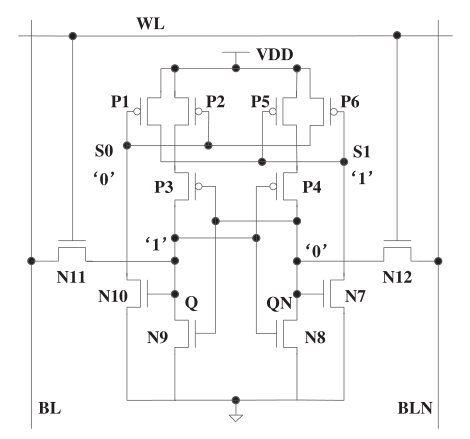 WL
VDD
P1 P2 P5 P6
S0 S1
‘0’ P3 P4 ‘1’
‘1’ ‘0’
N11 N12
N10 Q QN N7
N9 N8
BL BLN